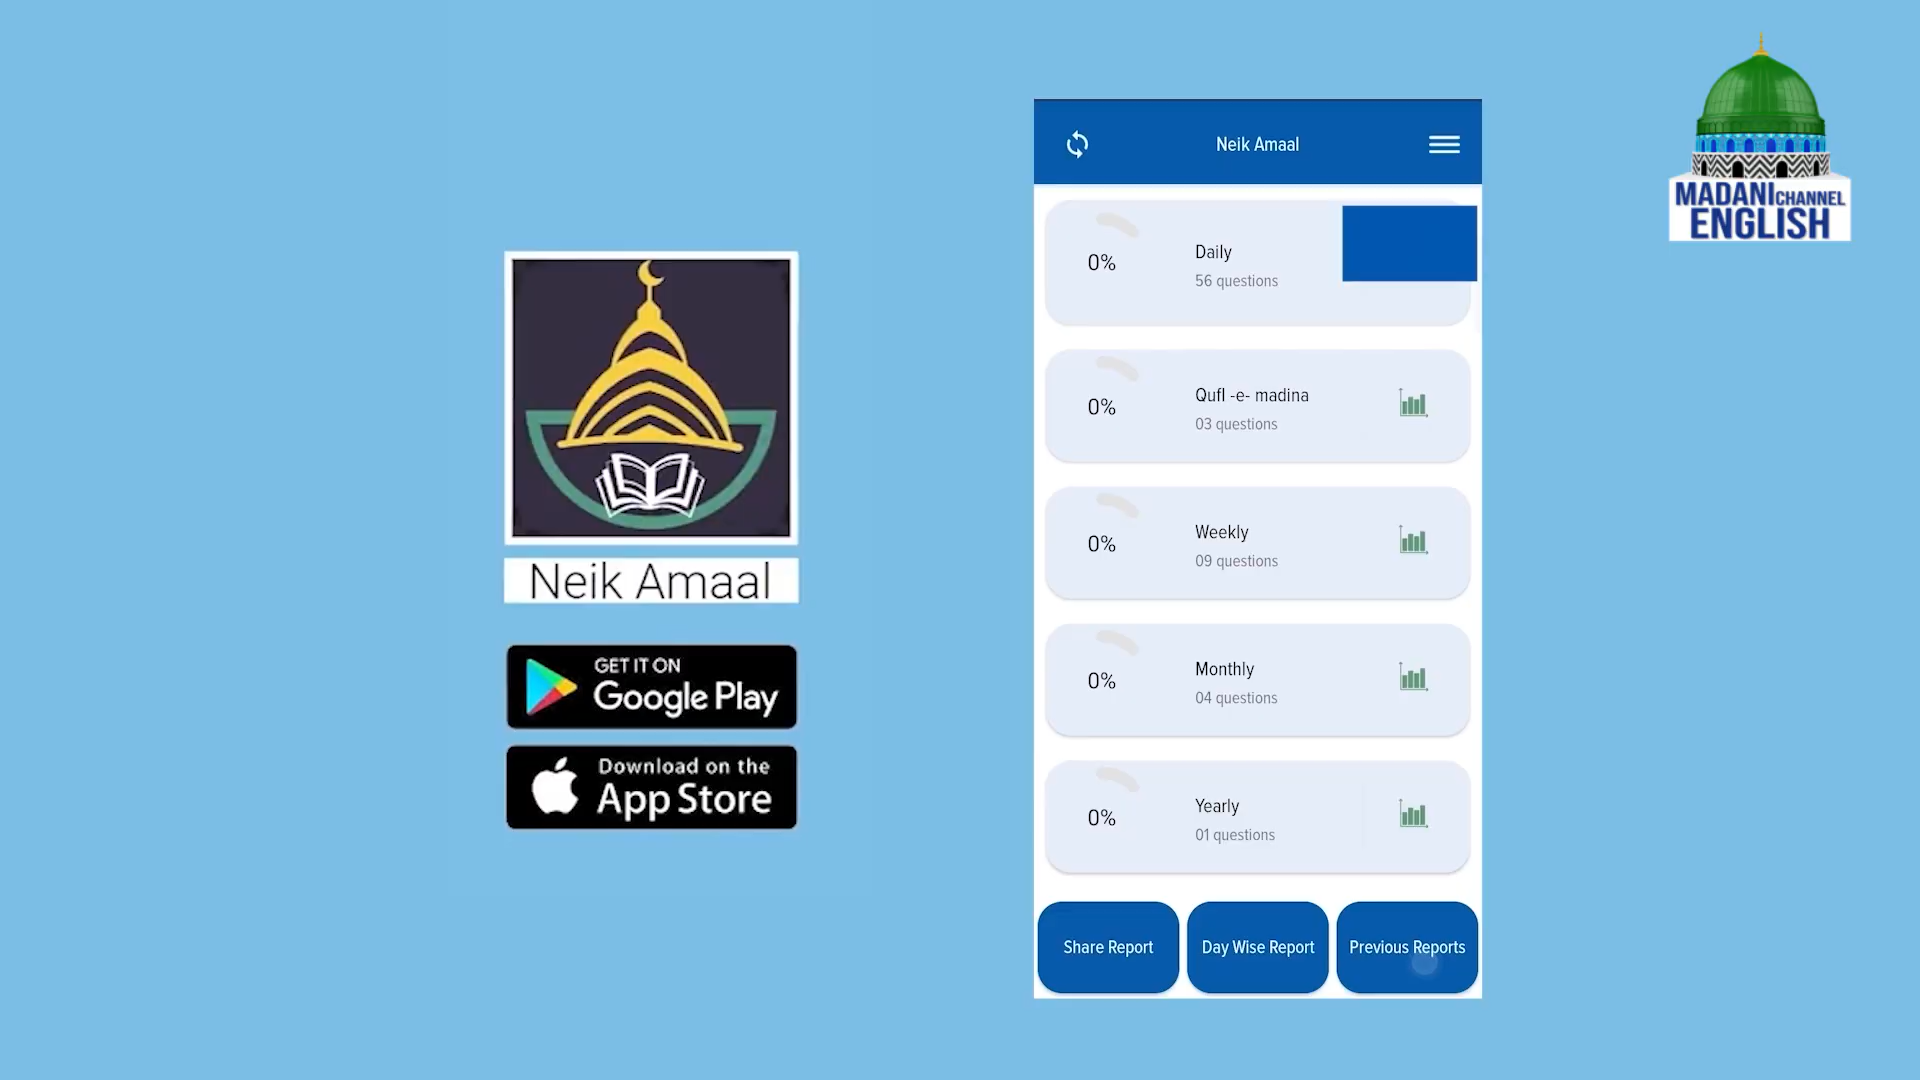 MADANI CHANNEL
ENGLISH
Neik Amaal
GET IT ON
Google Play
Download on the
App Store
Neik Amaal
0%
Daily
56 questions
0%
Qufl -e- madina
03 questions
0%
Weekly
09 questions
0%
Monthly
04 questions
0%
Yearly
01 questions
Share Report
Day Wise Report
Previous Reports